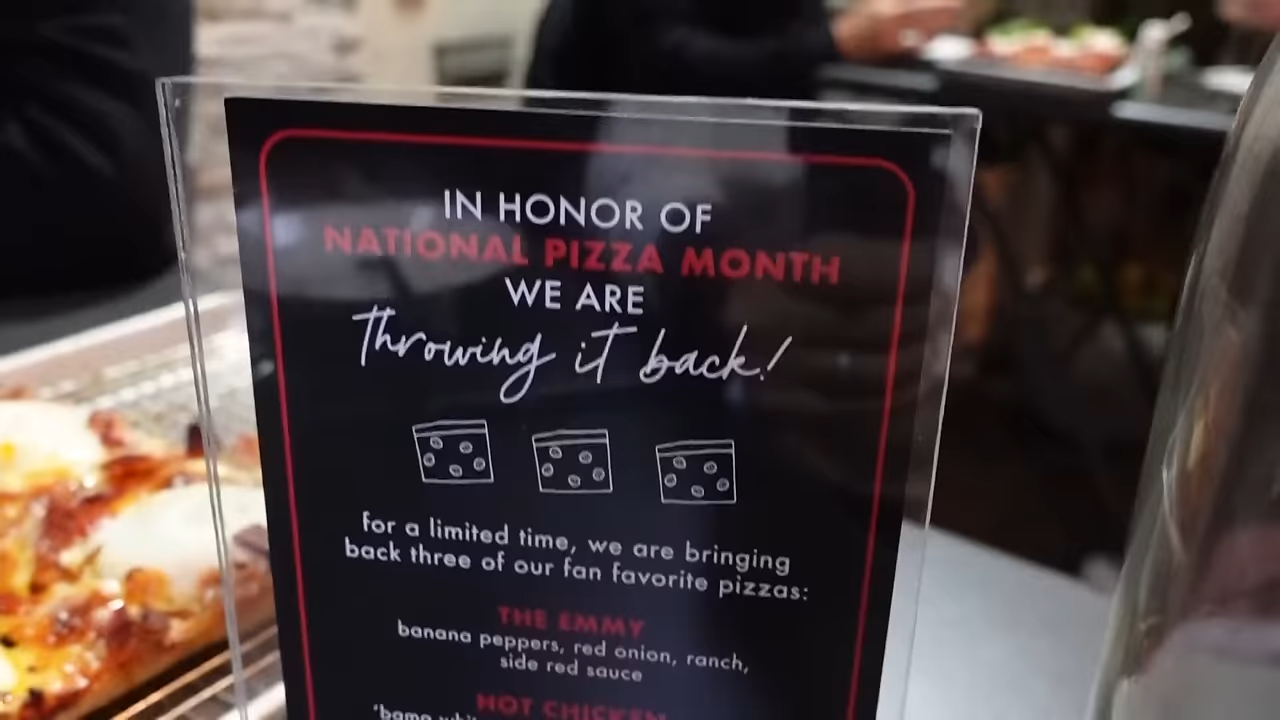 IN HONOR OF
NATIONAL PIZZA MONTH
WE ARE
throwing it back!
for a limited time, we are bringing
back three of our fan favorite pizzas:
THE EMMY
banana peppers, red onion, ranch,
side red sauce
HOT CHICKEN
'bama